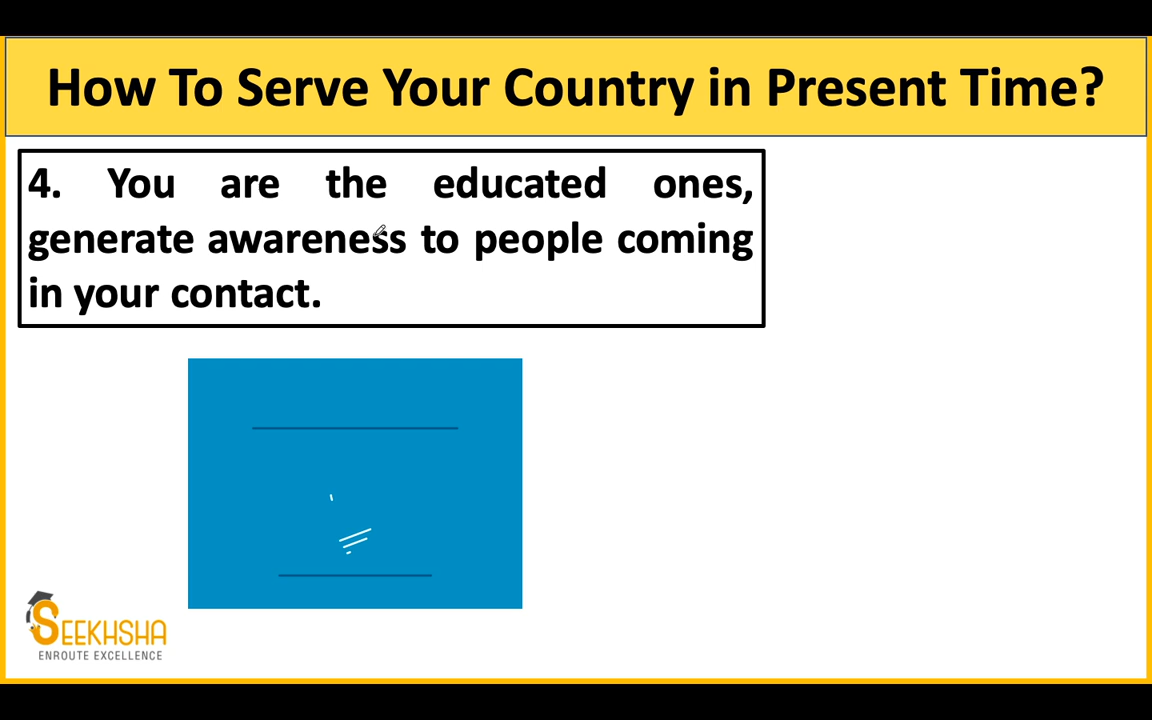 How To Serve Your Country in Present Time?
4. You are the educated ones,
generate awareness to people coming
in your contact.
SEEKHSHA
ENROUTE EXCELLENCE